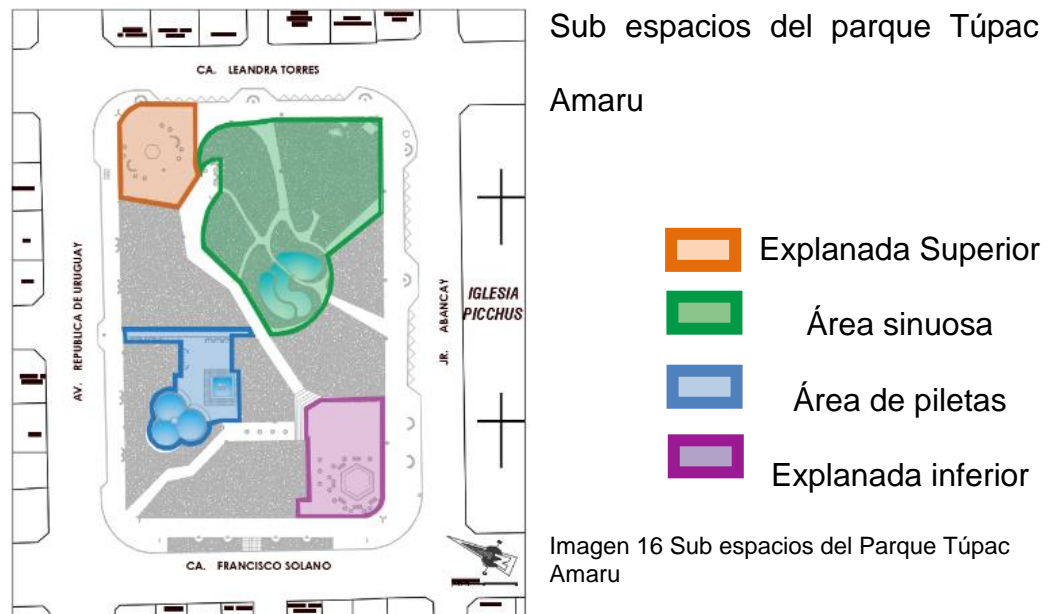 CA. LEANDRA TORRES
AV. REPUBLICA DE URUGUAY
JR. ABANCAY
IGLESIA
PICCHUS
CA. FRANCISCO SOLANO
Sub espacios del parque Túpac
Amaru
Explanada Superior
Área sinuosa
Área de piletas
Explanada inferior
Imagen 16 Sub espacios del Parque Túpac
Amaru